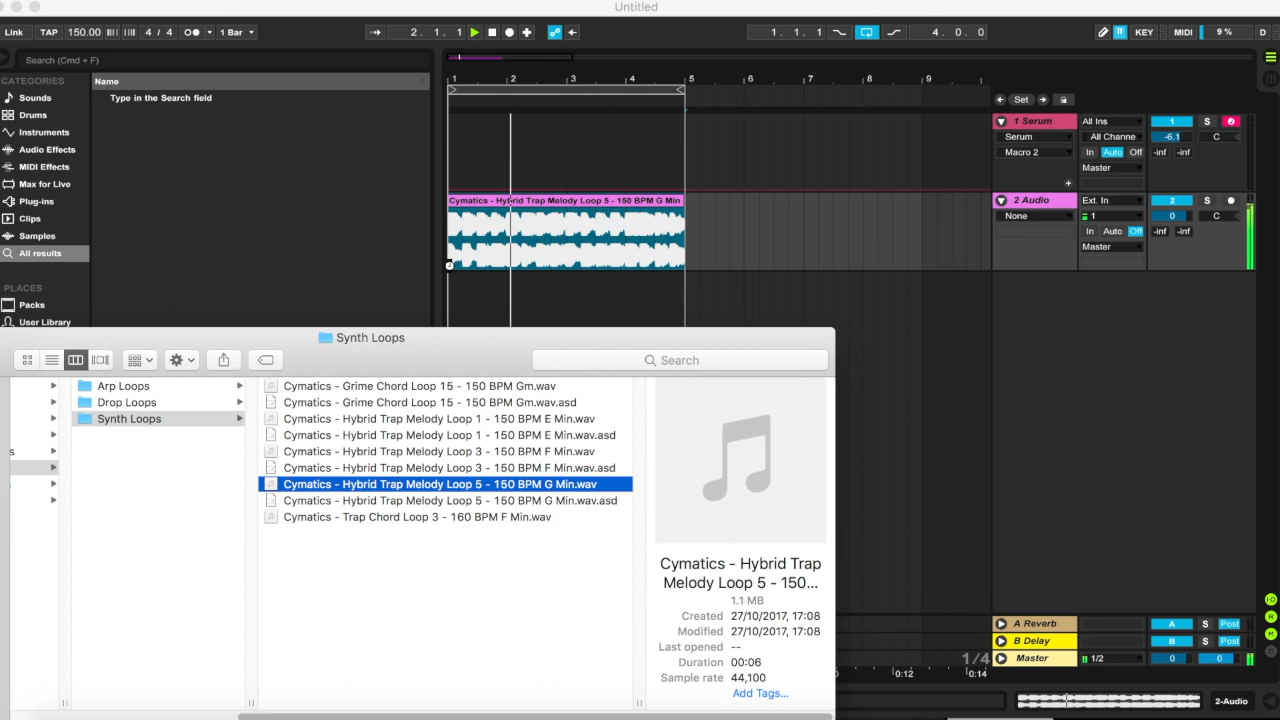 Untitled
Link TAP 150.00 4 / 4 1 Bar 2. 1. 1 1. 1. 1 4. 0. 0 KEY MIDI 9 % D
Search (Cmd + F)
CATEGORIES Name
Sounds Type in the Search field
Drums
Instruments
Audio Effects
MIDI Effects
Max for Live
Plug-ins
Clips
Samples
All results
PLACES
Packs
User Library
1 2 3 4 5 6 7 8 9
Set
1 Serum All Ins 1 S
Serum All Channe -6.1 C
Macro 2 In Auto Off -inf -inf
Master
Cymatics - Hybrid Trap Melody Loop 5 - 150 BPM G Min
2 Audio Ext. In 2 S
None 1 0 C
In Auto Off -inf -inf
Master
Synth Loops
Search
Arp Loops
Drop Loops
Synth Loops
Cymatics - Grime Chord Loop 15 - 150 BPM Gm.wav
Cymatics - Grime Chord Loop 15 - 150 BPM Gm.wav.asd
Cymatics - Hybrid Trap Melody Loop 1 - 150 BPM E Min.wav
Cymatics - Hybrid Trap Melody Loop 1 - 150 BPM E Min.wav.asd
Cymatics - Hybrid Trap Melody Loop 3 - 150 BPM F Min.wav
Cymatics - Hybrid Trap Melody Loop 3 - 150 BPM F Min.wav.asd
Cymatics - Hybrid Trap Melody Loop 5 - 150 BPM G Min.wav
Cymatics - Hybrid Trap Melody Loop 5 - 150 BPM G Min.wav.asd
Cymatics - Trap Chord Loop 3 - 160 BPM F Min.wav
Cymatics - Hybrid Trap
Melody Loop 5 - 150...
1.1 MB
Created 27/10/2017, 17:08
Modified 27/10/2017, 17:08
Last opened --
Duration 00:06
Sample rate 44,100
Add Tags...
A Reverb A S Post
B Delay B S Post
1/4 Master 1/2 0 0
0:12 0:14
2-Audio